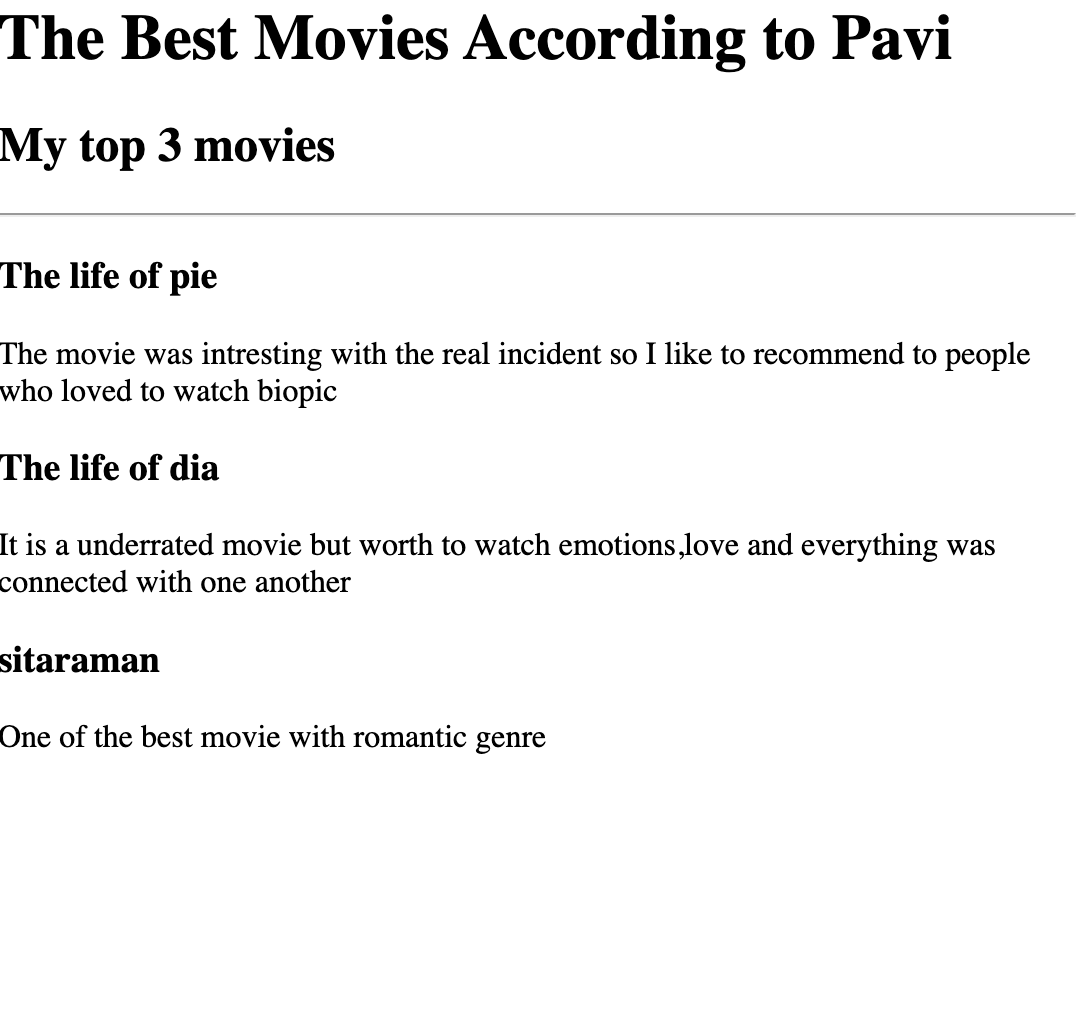 The Best Movies According to Pavi
My top 3 movies
The life of pie
The movie was intresting with the real incident so I like to recommend to people
who loved to watch biopic
The life of dia
It is a underrated movie but worth to watch emotions,love and everything was
connected with one another
sitaraman
One of the best movie with romantic genre